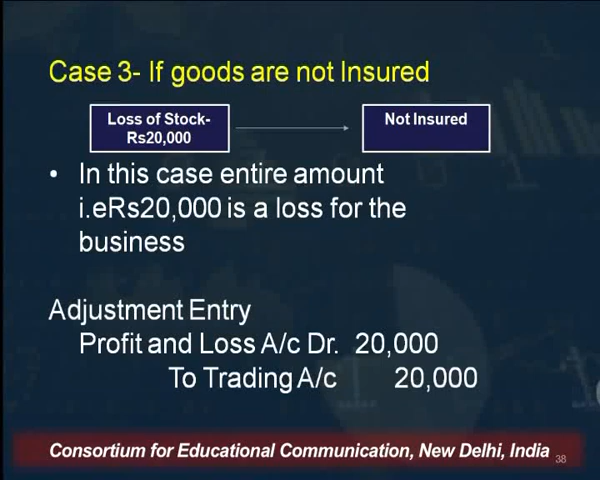 Case 3- If goods are not Insured
Loss of Stock-
Rs20,000
Not Insured
• In this case entire amount
i.eRs20,000 is a loss for the
business
Adjustment Entry
Profit and Loss A/c Dr. 20,000
To Trading A/c 20,000
Consortium for Educational Communication, New Delhi, India
38